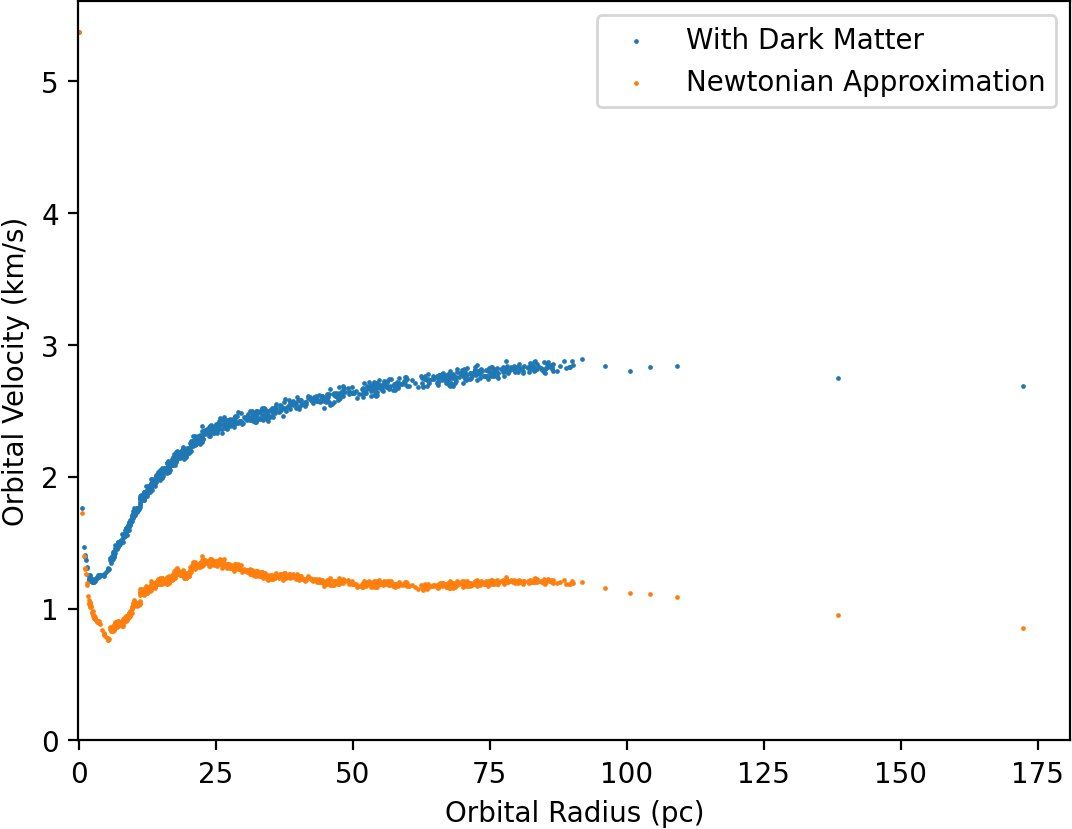 With Dark Matter
Newtonian Approximation
5
4
3
2
1
0
Orbital Velocity (km/s)
0 25 50 75 100 125 150 175
Orbital Radius (pc)